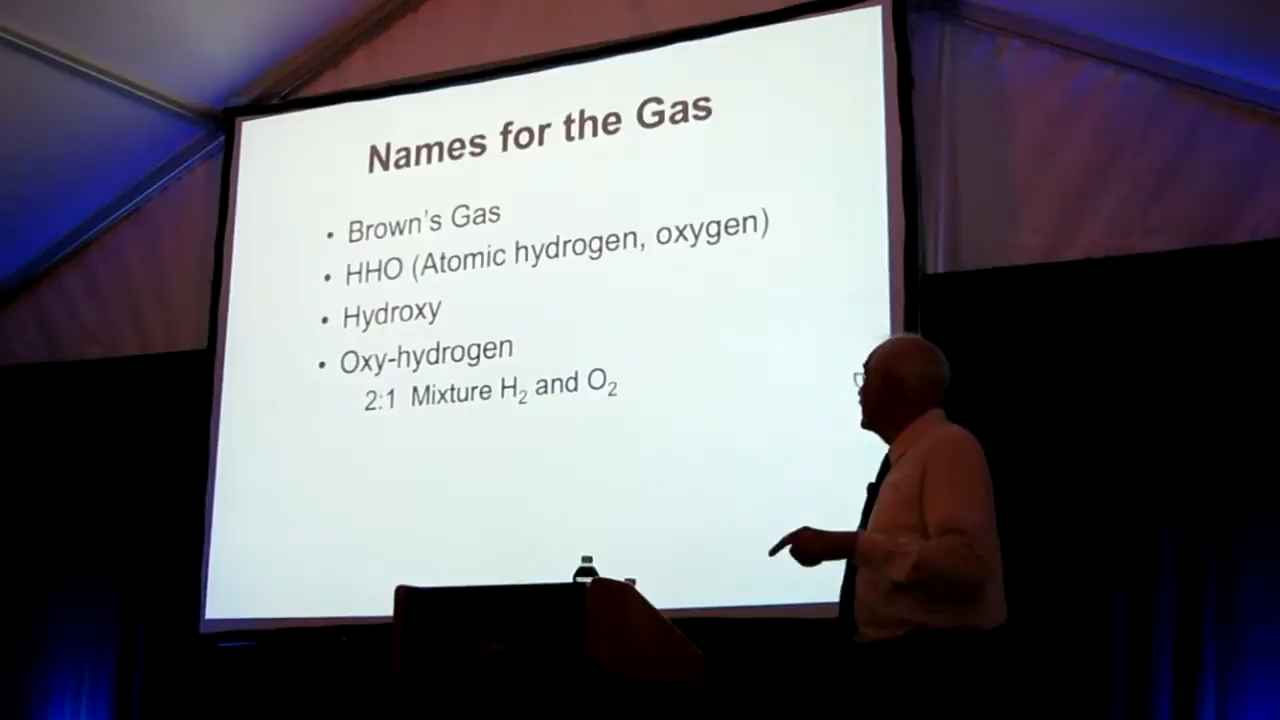 Names for the Gas
• Brown's Gas
• HHO (Atomic hydrogen, oxygen)
• Hydroxy
• Oxy-hydrogen
2:1 Mixture H₂ and O₂